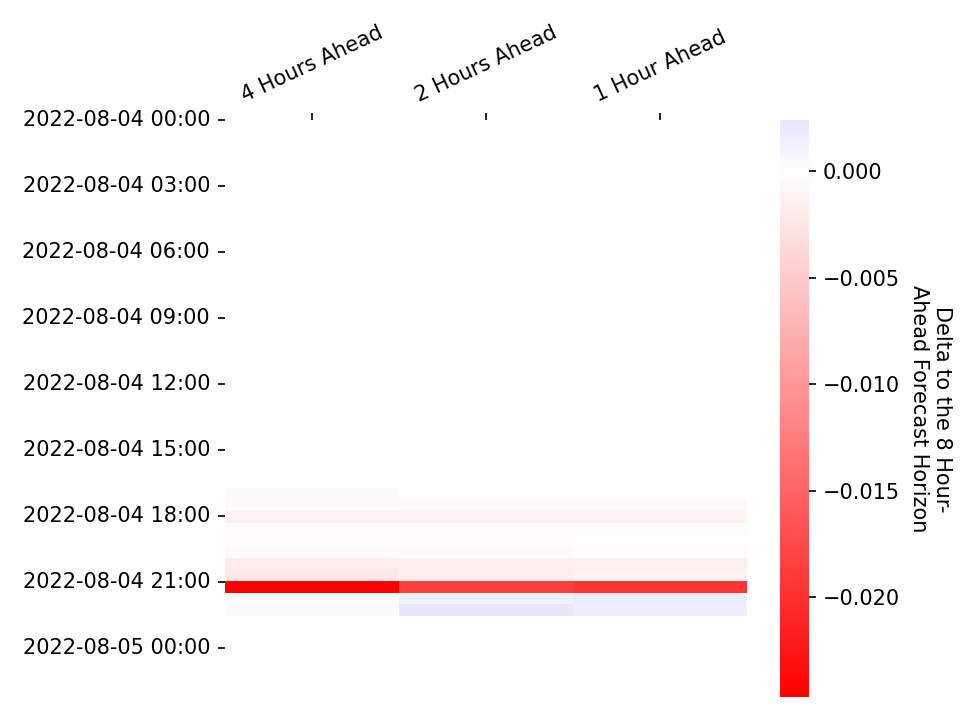 4 Hours Ahead
2 Hours Ahead
1 Hour Ahead
2022-08-04 00:00
2022-08-04 03:00
2022-08-04 06:00
2022-08-04 09:00
2022-08-04 12:00
2022-08-04 15:00
2022-08-04 18:00
2022-08-04 21:00
2022-08-05 00:00
0.000
−0.005
−0.010
−0.015
−0.020
Delta to the 8 Hour-
Ahead Forecast Horizon